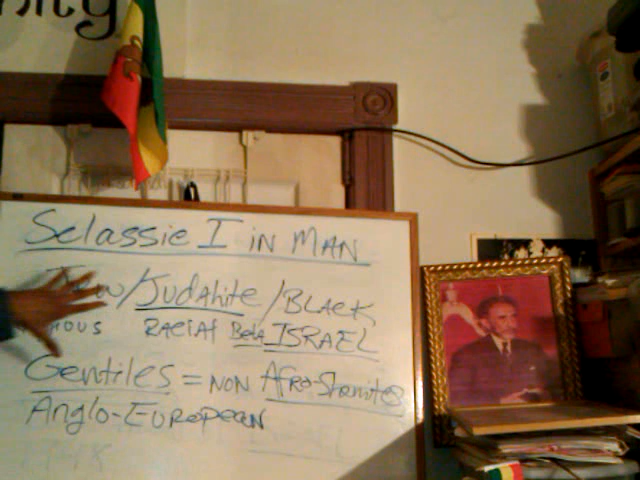 Selassie I in Man
/Judahite /BLACK
RACIAL Beta ISRAEL
Gentiles = NON Afro-Shemites
Anglo-European